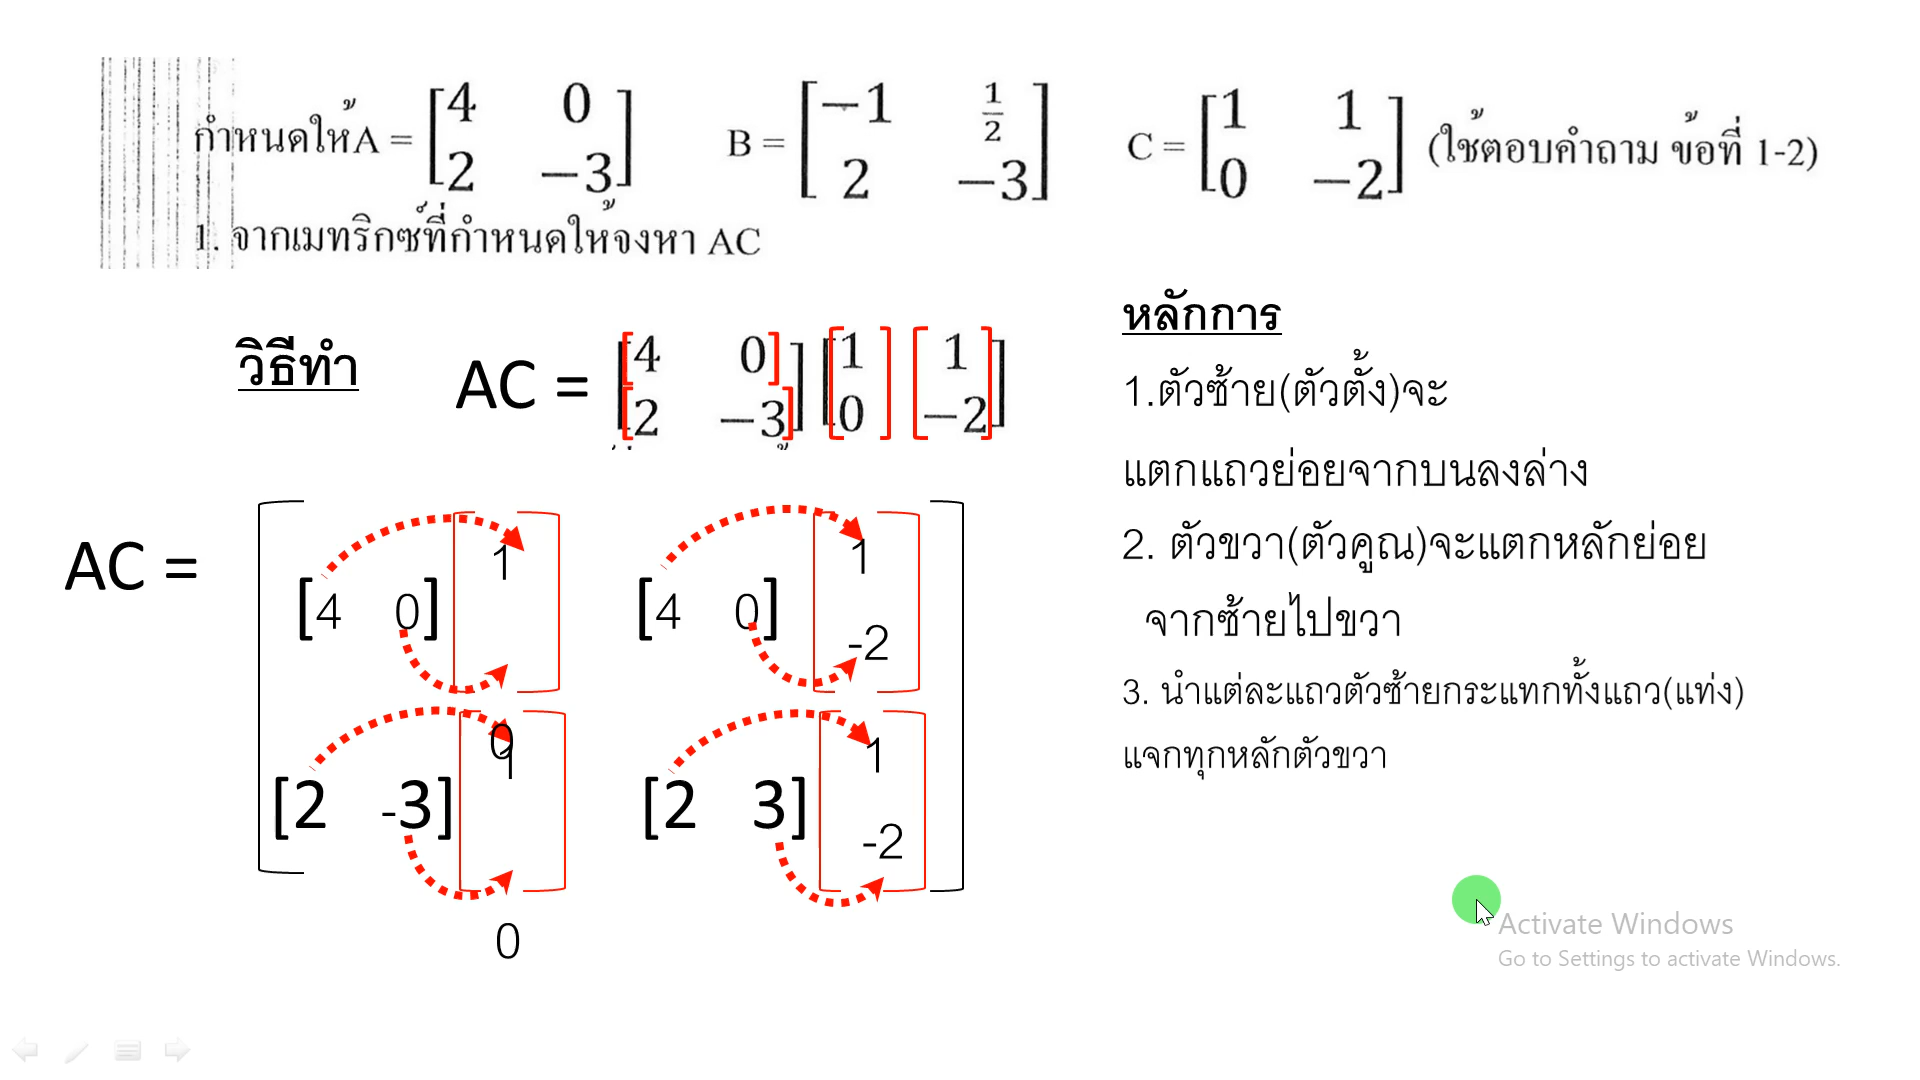 กำหนดให้A = [4 0 2 −3] B = [−1 1/2 2 −3] C = [1 1 0 −2] (ใช้ตอบคำถาม ข้อที่ 1-2)
1. จากเมทริกซ์ที่กำหนดให้จงหา AC
วิธีทำ
AC = [4 0] [2 −3] [1 0] [1 −2]
AC =
[4 0] 1
[4 0] 1 -2
0
[2 -3] 1
0
[2 3] 1 -2
หลักการ
1.ตัวซ้าย(ตัวตั้ง)จะ
แตกแถวย่อยจากบนลงล่าง
2. ตัวขวา(ตัวคูณ)จะแตกหลักย่อย
จากซ้ายไปขวา
3. นำแต่ละแถวตัวซ้ายกระแทกทั้งแถว(แท่ง)
แจกทุกหลักตัวขวา
Activate Windows
Go to Settings to activate Windows.